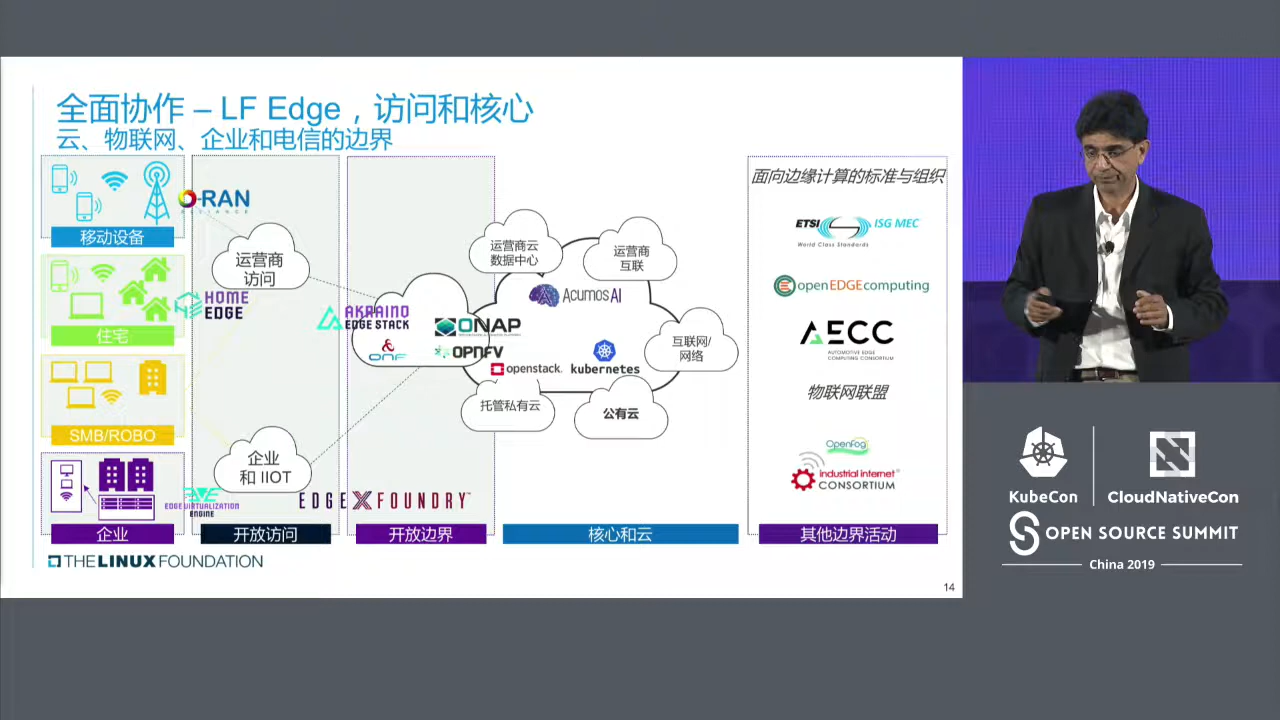 全面协作 – LF Edge，访问和核心
云、物联网、企业和电信的边界
移动设备
住宅
SMB/ROBO
企业
O-RAN
ALLIANCE
运营商
访问
HOME
EDGE
企业
和 IIOT
EDGE VIRTUALIZATION
ENGINE
开放访问
AKRAINO
EDGE STACK
ONF
ONAP
OPNFV
EDGE X FOUNDRY™
开放边界
运营商云
数据中心
运营商
互联
Acumos AI
互联网/
网络
openstack.
kubernetes
托管私有云
公有云
核心和云
面向边缘计算的标准与组织
ETSI ISG MEC
World Class Standards
openEDGEcomputing
AECC
AUTOMOTIVE EDGE
COMPUTING CONSORTIUM
物联网联盟
OpenFog
industrial internet
CONSORTIUM
其他边界活动
THE LINUX FOUNDATION
14
KubeCon
CloudNativeCon
OPEN SOURCE SUMMIT
China 2019